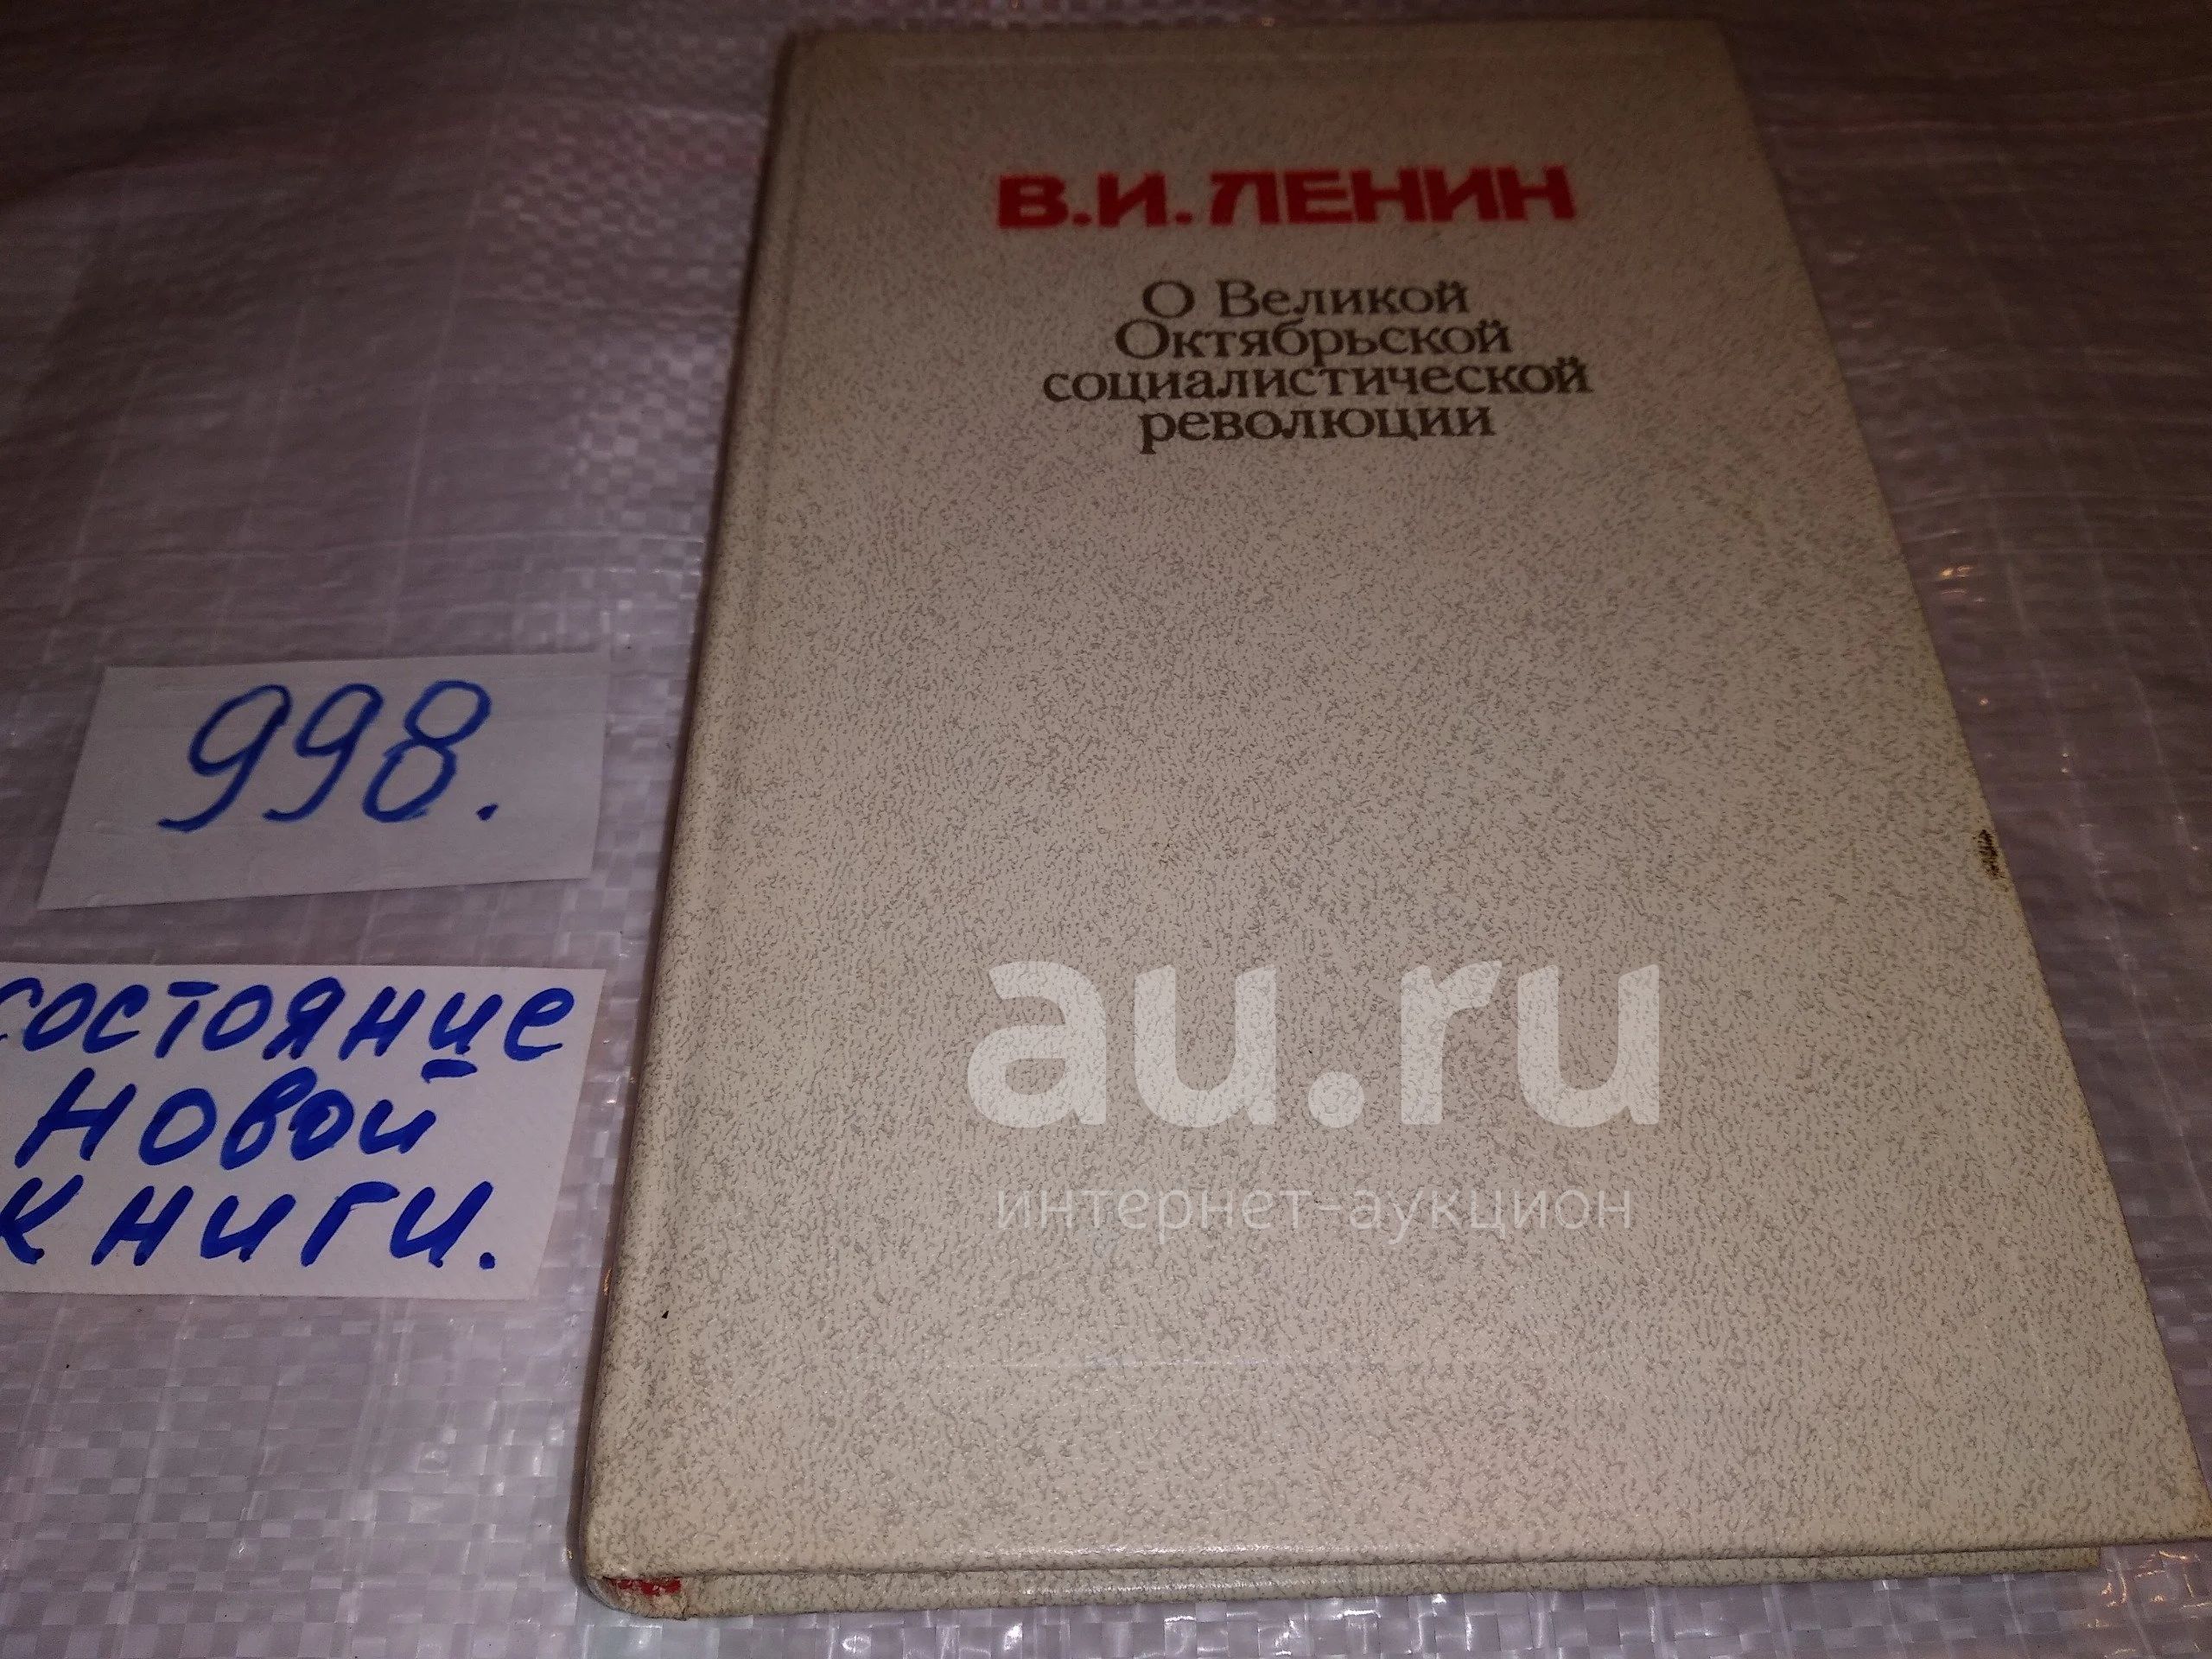 В.И. ЛЕНИН
О Великой
Октябрьской
социалистической
революции
998.
состояние
новой
книги.
au.ru
интернет-аукцион